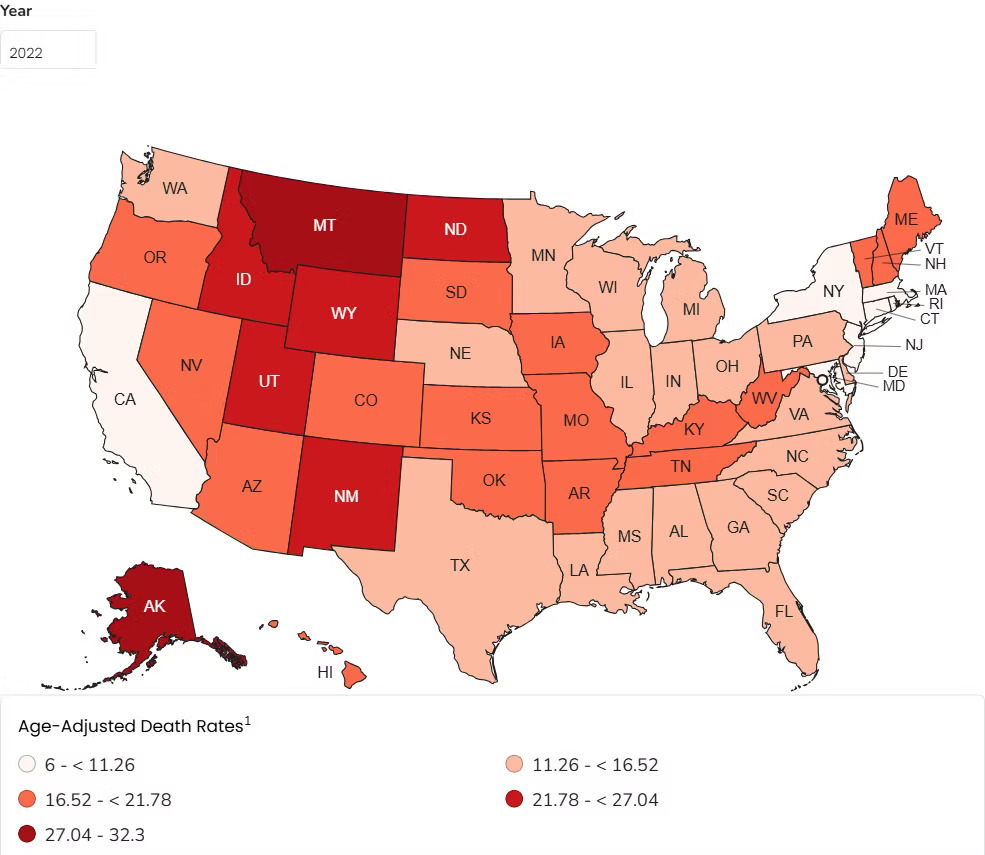 Year
2022
WA
MT
ND
ME
VT
OR
MN
NH
ID
MA
SD
WI
NY
RI
WY
MI
CT
IA
PA
NJ
NE
OH
NV
UT
IL
IN
DE
MD
CO
WV
CA
KS
MO
VA
KY
NC
TN
AZ
OK
AR
NM
SC
MS
AL
GA
TX
LA
AK
FL
HI
Age-Adjusted Death Rates1
6 - < 11.26
11.26 - < 16.52
16.52 - < 21.78
21.78 - < 27.04
27.04 - 32.3